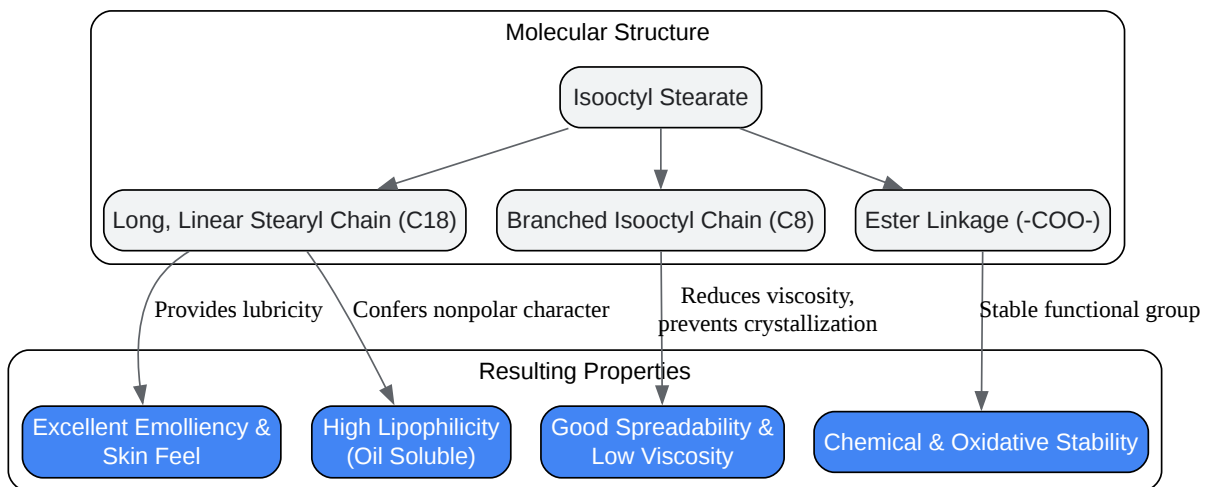 Molecular Structure
Isooctyl Stearate
Long, Linear Stearyl Chain (C18)
Branched Isooctyl Chain (C8)
Ester Linkage (-COO-)
Provides lubricity
Confers nonpolar character
Reduces viscosity,
prevents crystallization
Stable functional group
Resulting Properties
Excellent Emolliency &
Skin Feel
High Lipophilicity
(Oil Soluble)
Good Spreadability &
Low Viscosity
Chemical & Oxidative Stability